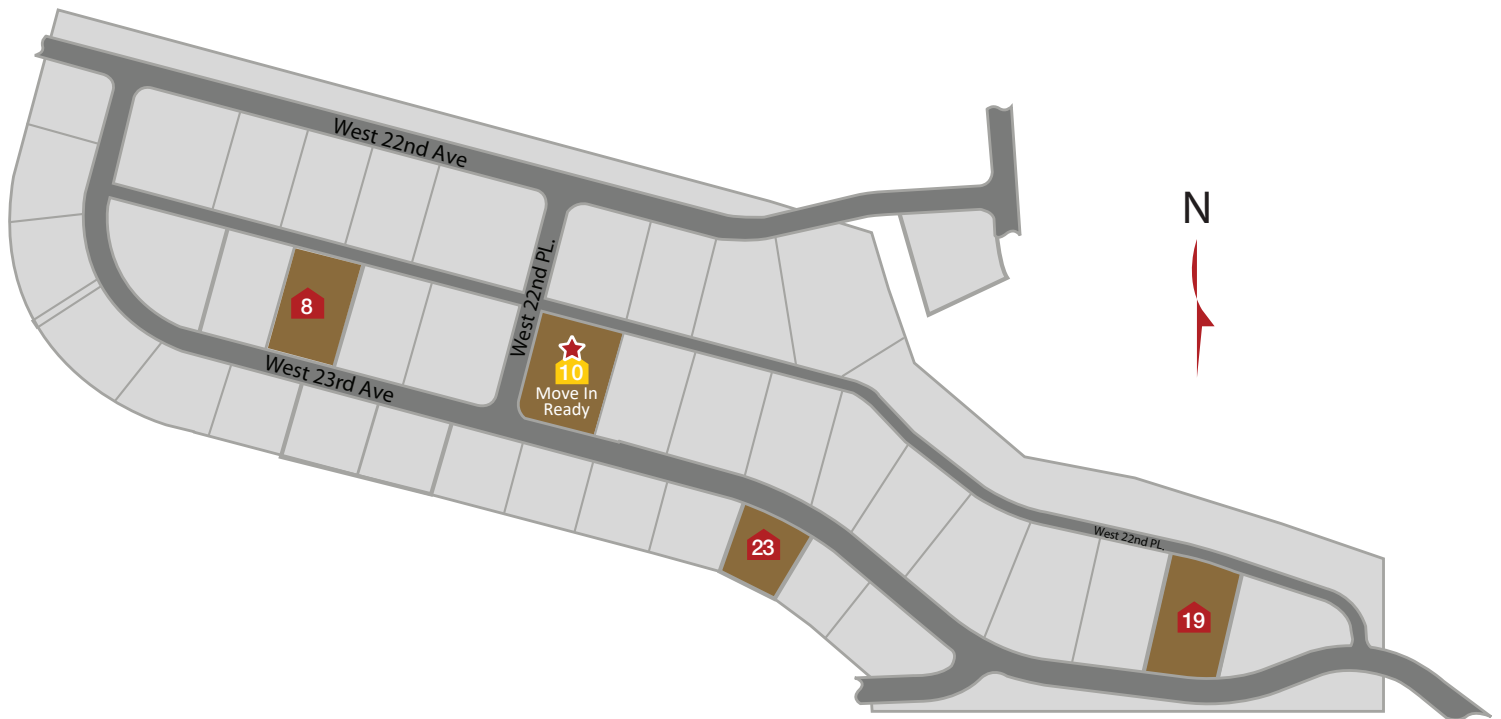 West 22nd Ave
N
West 22nd PL.
8
10
Move In
Ready
West 23rd Ave
23
West 22nd PL.
19